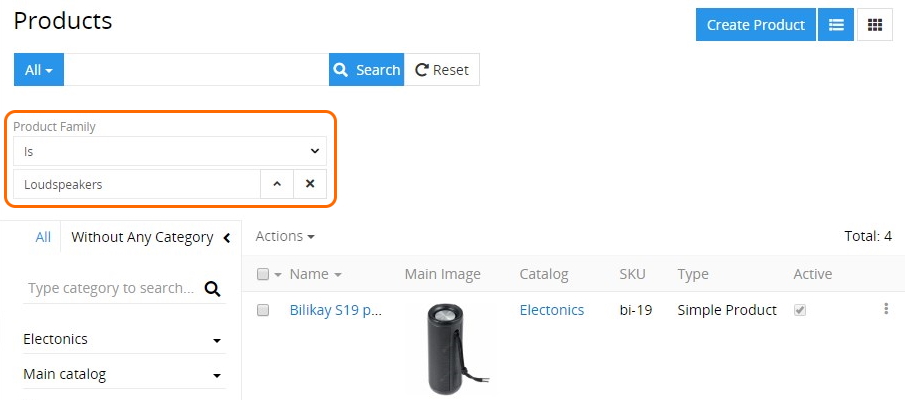 Products
Create Product
All
Search
Reset
Product Family
Is
Loudspeakers
All
Without Any Category
Actions
Total: 4
Type category to search...
Name
Main Image
Catalog
SKU
Type
Active
Bilikay S19 p...
Electonics
bi-19
Simple Product
Electonics
Main catalog